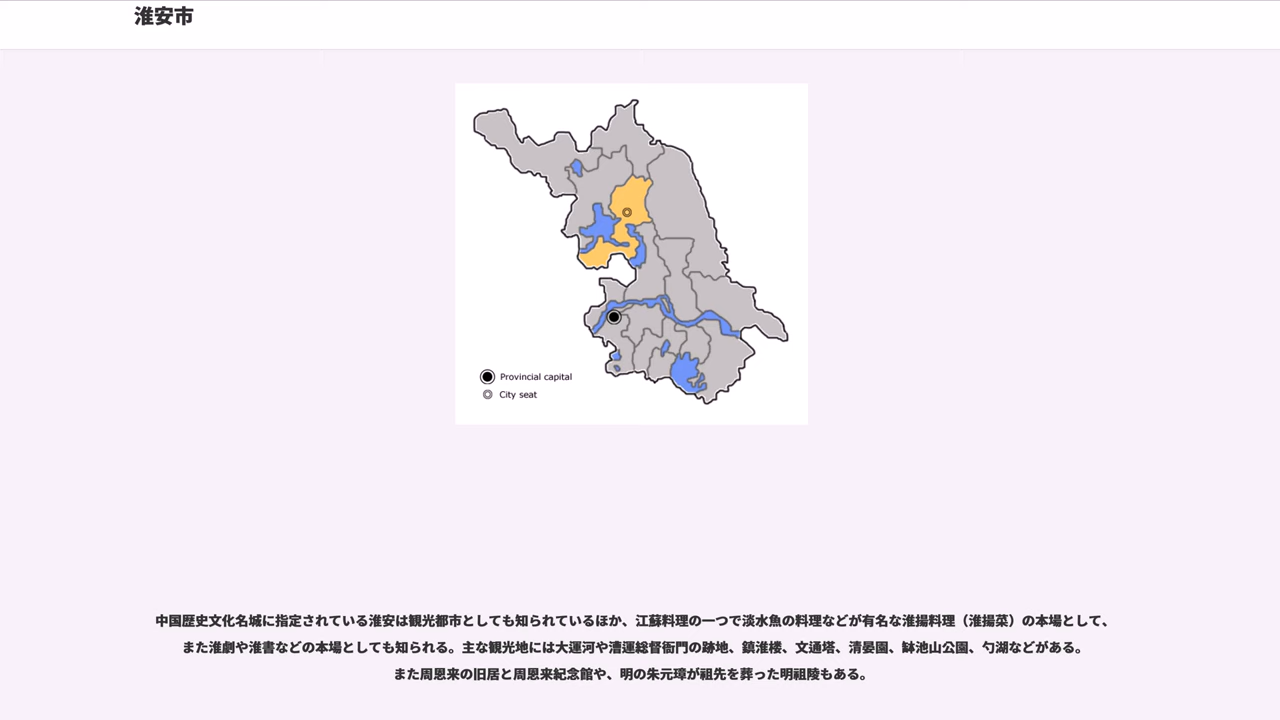 淮安市
Provincial capital
City seat
中国歴史文化名城に指定されている淮安は観光都市としても知られているほか、江蘇料理の一つで淡水魚の料理などが有名な淮揚料理（淮揚菜）の本場として、
また淮劇や淮書などの本場としても知られる。主な観光地には大運河や漕運総督衙門の跡地、鎮淮楼、文通塔、清晏園、缽池山公園、勺湖などがある。
また周恩来の旧居と周恩来紀念館や、明の朱元璋が祖先を葬った明祖陵もある。